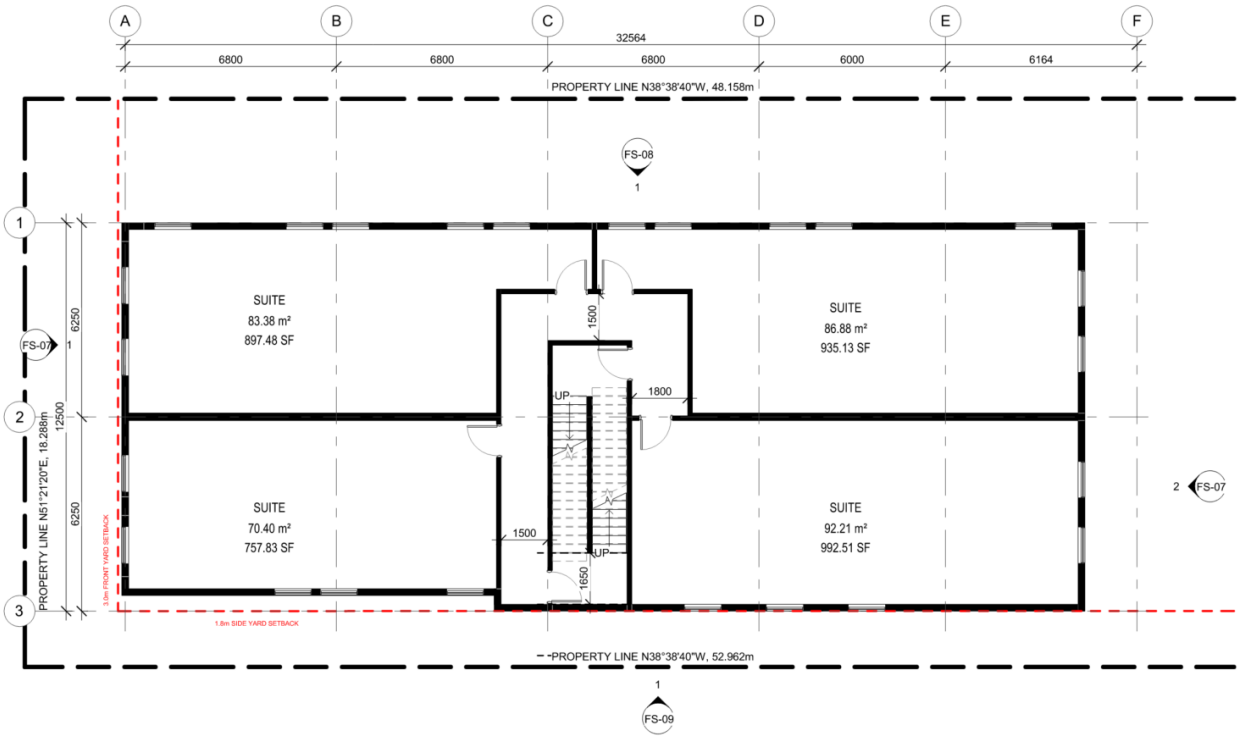 A B C D E F
32564
6800 6800 6800 6000 6164
PROPERTY LINE N38°38'40"W, 48.158m
FS-08
1
1
6250
12500
FS-07 1
2
6250
3
PROPERTY LINE N51°21'20"E, 18.288m
3.0m FRONT YARD SETBACK
SUITE
83.38 m²
897.48 SF
SUITE
86.88 m²
935.13 SF
1500
1800
UP
SUITE
70.40 m²
757.83 SF
SUITE
92.21 m²
992.51 SF
1500
UP
1650
2 FS-07
1.8m SIDE YARD SETBACK
PROPERTY LINE N38°38'40"W, 52.962m
1
FS-09